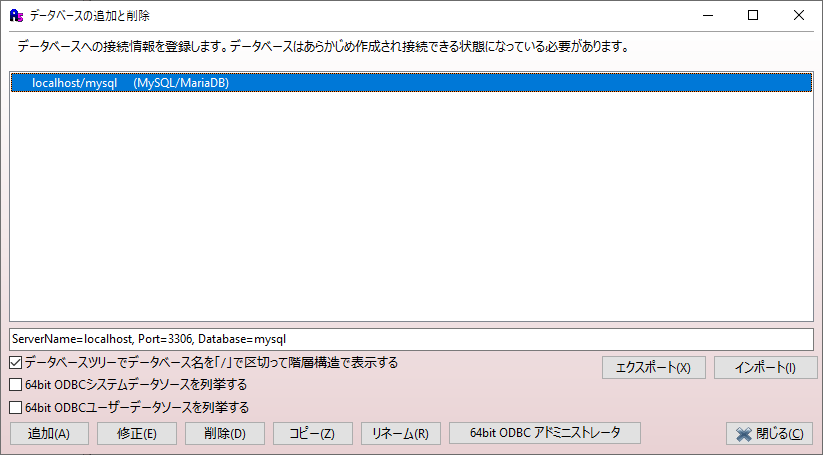 データベースの追加と削除
データベースへの接続情報を登録します。データベースはあらかじめ作成され接続できる状態になっている必要があります。
localhost/mysql (MySQL/MariaDB)
ServerName=localhost, Port=3306, Database=mysql
データベースツリーでデータベース名を「/」で区切って階層構造で表示する
エクスポート(X) インポート(I)
64bit ODBCシステムデータソースを列挙する
64bit ODBCユーザーデータソースを列挙する
追加(A) 修正(E) 削除(D) コピー(Z) リネーム(R) 64bit ODBC アドミニストレータ 閉じる(C)